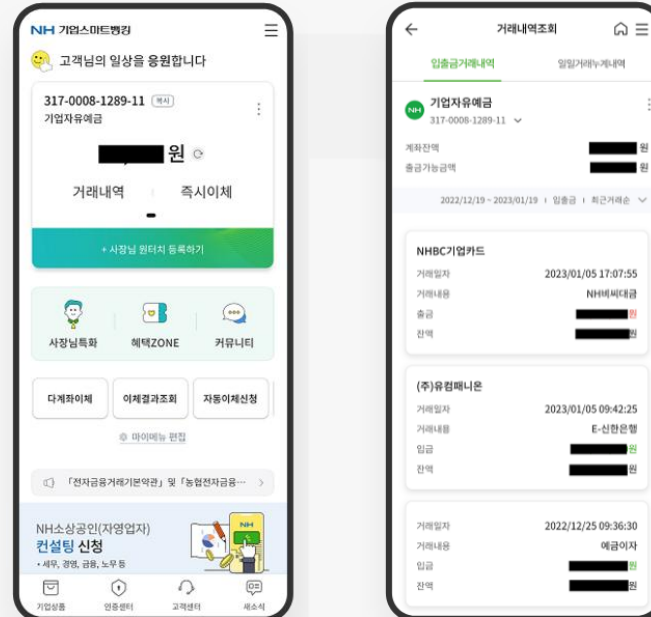 NH 기업스마트뱅킹
고객님의 일상을 응원합니다
317-0008-1289-11 복사
기업자유예금
원
거래내역 즉시이체
+ 사장님 원터치 등록하기
사장님특화 혜택ZONE 커뮤니티
다계좌이체 이체결과조회 자동이체신청
마이메뉴 편집
「전자금융거래기본약관」 및 「농협전자금융…
NH소상공인(자영업자)
컨설팅 신청
• 세무, 경영, 금융, 노무 등
NH
기업상품 인증센터 고객센터 새소식
거래내역조회
입출금거래내역 일일거래누계내역
NH 기업자유예금
317-0008-1289-11
계좌잔액 원
출금가능금액 원
2022/12/19 ~ 2023/01/19 | 입출금 | 최근거래순
NHBC기업카드
거래일자 2023/01/05 17:07:55
거래내용 NH비씨대금
출금 원
잔액 원
(주)유컴패니온
거래일자 2023/01/05 09:42:25
거래내용 E-신한은행
입금 원
잔액 원
거래일자 2022/12/25 09:36:30
거래내용 예금이자
입금 원
잔액 원